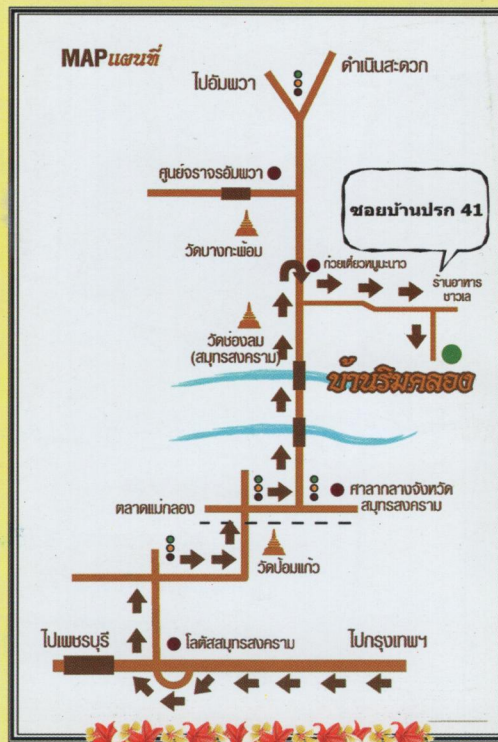 MAPแผนที่
ไปอัมพวา
ดำเนินสะดวก
ศูนย์จราจรอัมพวา
ซอยบ้านปรก 41
วัดบางกะพ้อม
ก๋วยเตี๋ยวหมูมะนาว
ร้านอาหาร
ชาวเล
วัดช่องลม
(สมุทรสงคราม)
บ้านริมคลอง
ตลาดแม่กลอง
ศาลากลางจังหวัด
สมุทรสงคราม
วัดป้อมแก้ว
ไปเพชรบุรี
โลตัสสมุทรสงคราม
ไปกรุงเทพฯ